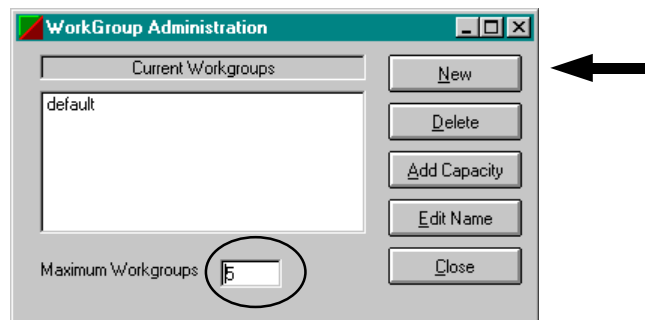 WorkGroup Administration
Current Workgroups
New
default
Delete
Add Capacity
Edit Name
Maximum Workgroups 5
Close